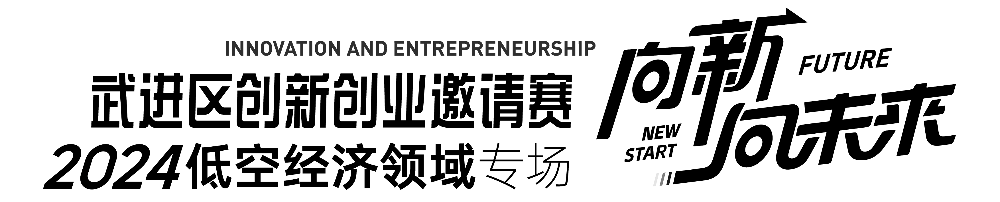 INNOVATION AND ENTREPRENEURSHIP
武进区创新创业邀请赛
2024低空经济领域专场
向新
FUTURE
向未来
NEW
START